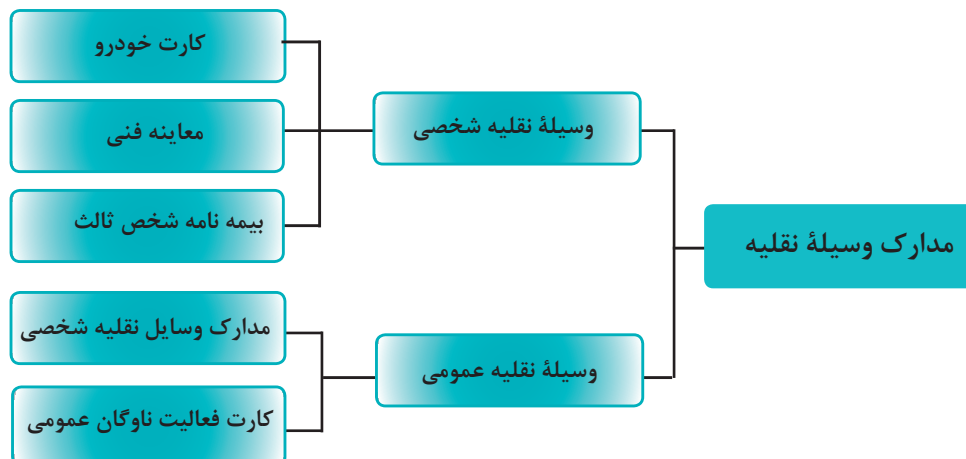 مدارک وسیلهٔ نقلیه
وسیلهٔ نقلیه شخصی
کارت خودرو
معاینه فنی
بیمه نامه شخص ثالث
وسیلهٔ نقلیه عمومی
مدارک وسایل نقلیه شخصی
کارت فعالیت ناوگان عمومی